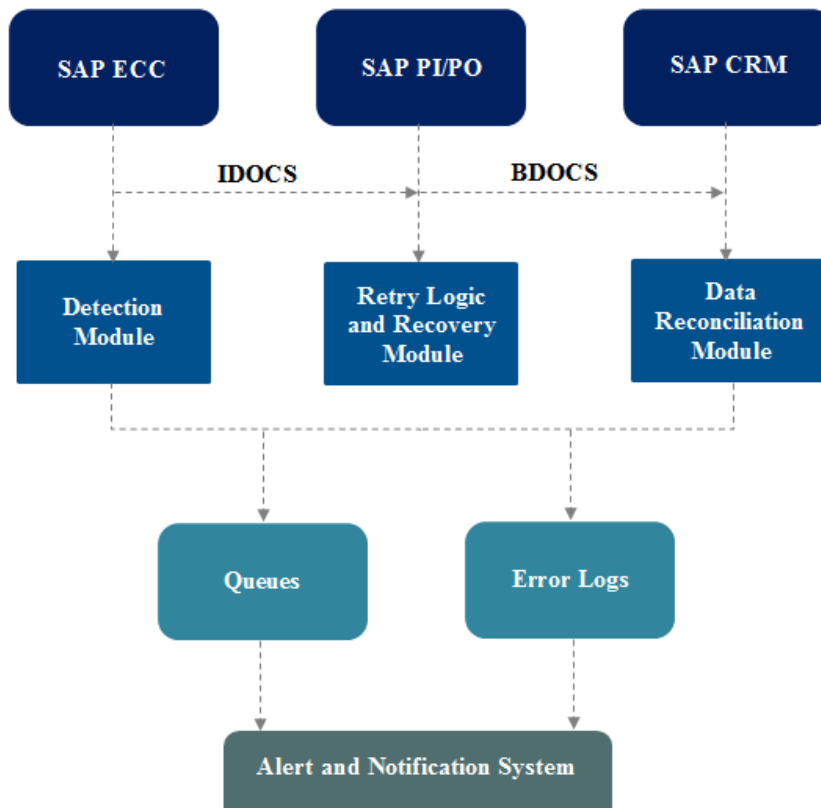 SAP ECC
SAP PI/PO
SAP CRM
IDOCS
BDOCS
Detection
Module
Retry Logic
and Recovery
Module
Data
Reconciliation
Module
Queues
Error Logs
Alert and Notification System